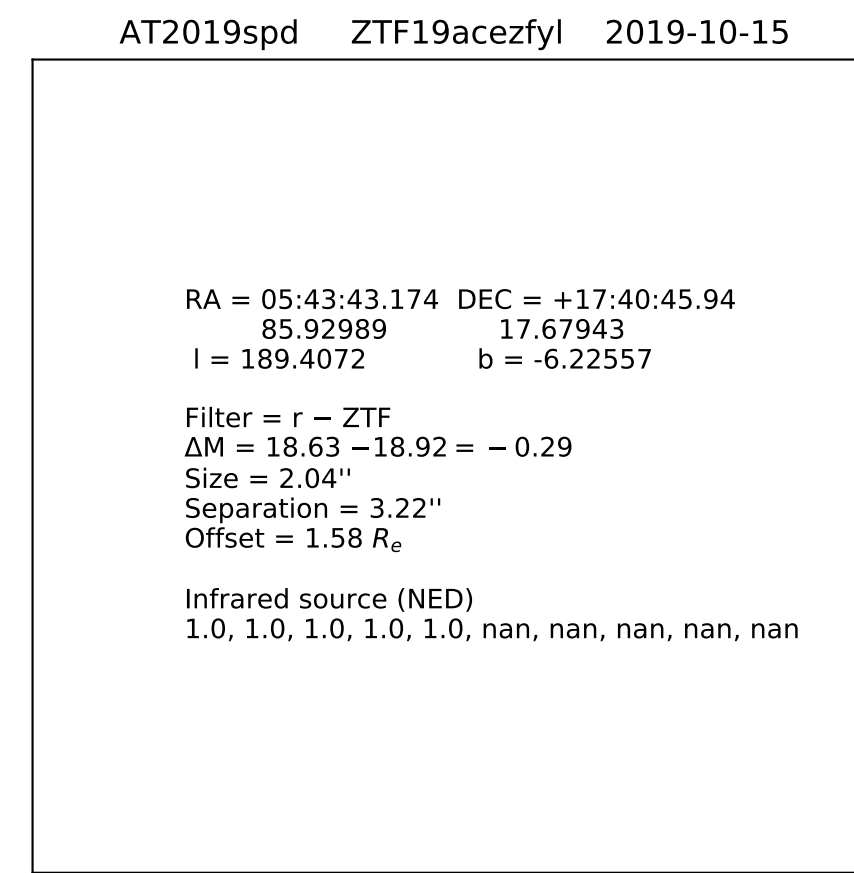 AT2019spd ZTF19acezfyl 2019-10-15
RA = 05:43:43.174 DEC = +17:40:45.94
85.92989 17.67943
l = 189.4072 b = -6.22557
Filter = r − ZTF
ΔM = 18.63 −18.92 = − 0.29
Size = 2.04''
Separation = 3.22''
Offset = 1.58 Re
Infrared source (NED)
1.0, 1.0, 1.0, 1.0, 1.0, nan, nan, nan, nan, nan